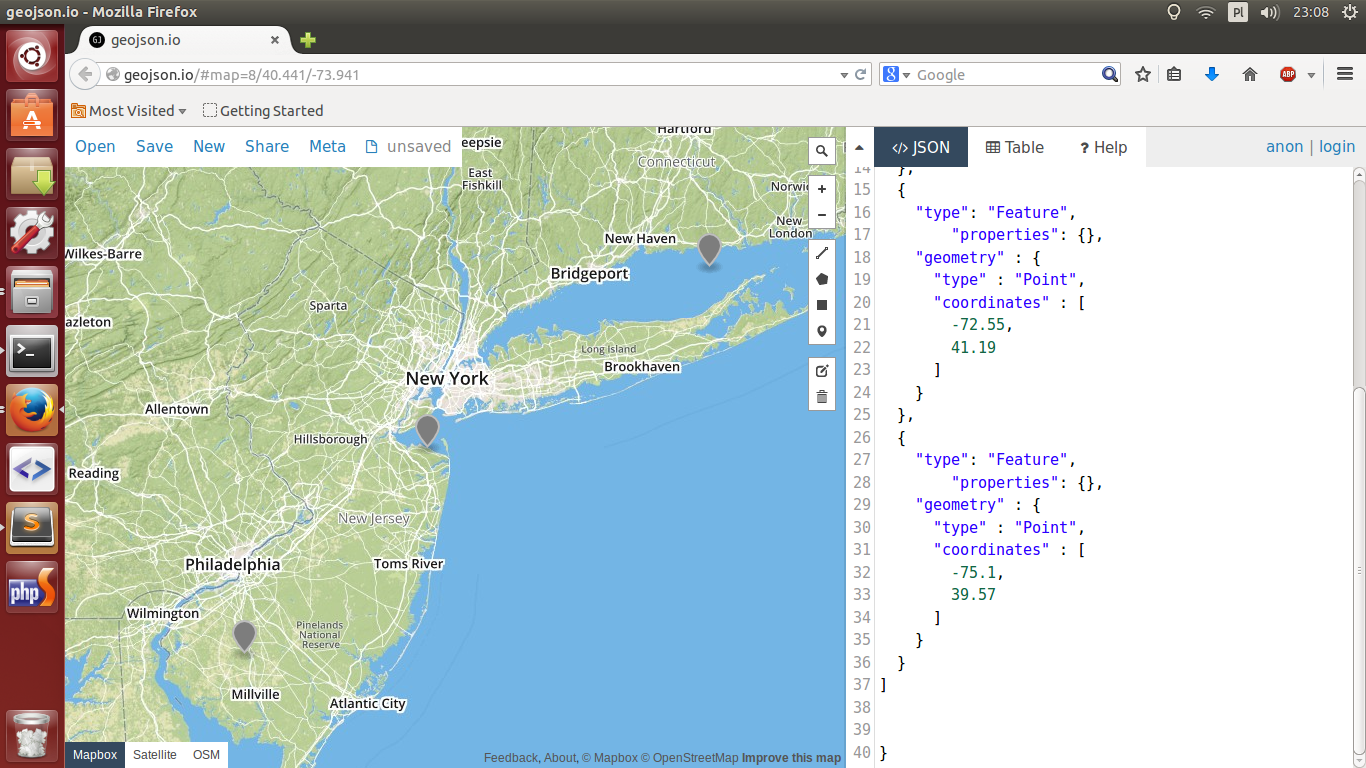 geojson.io - Mozilla Firefox
Pl
23:08
GJ
geojson.io
geojson.io/#map=8/40.441/-73.941
Google
ABP
Most Visited
Getting Started
Open Save New Share Meta unsaved
</> JSON Table ? Help
anon | login
eepsie
Hartford
Connecticut
East
Fishkill
Norwi
New
London
New Haven
Wilkes-Barre
Bridgeport
Sparta
azleton
Long Island
Brookhaven
New York
Allentown
Hillsborough
Reading
New Jersey
Philadelphia
Toms River
Wilmington
Pinelands
National
Reserve
Millville
Atlantic City
Mapbox Satellite OSM
Feedback, About, © Mapbox © OpenStreetMap Improve this map
14 },
15 {
16 "type": "Feature",
17 "properties": {},
18 "geometry" : {
19 "type" : "Point",
20 "coordinates" : [
21 -72.55,
22 41.19
23 ]
24 }
25 },
26 {
27 "type": "Feature",
28 "properties": {},
29 "geometry" : {
30 "type" : "Point",
31 "coordinates" : [
32 -75.1,
33 39.57
34 ]
35 }
36 }
37 ]
38
39
40 }
A
>_
<>
S
php S